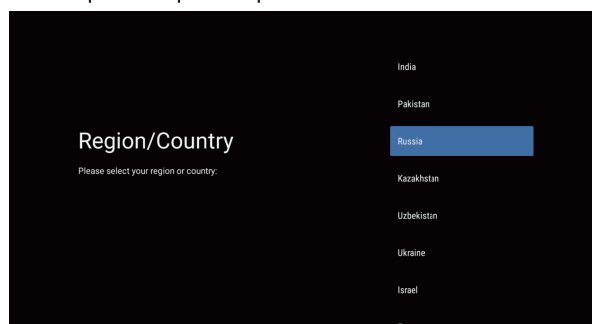 Region/Country
Please select your region or country:
India
Pakistan
Russia
Kazakhstan
Uzbekistan
Ukraine
Israel